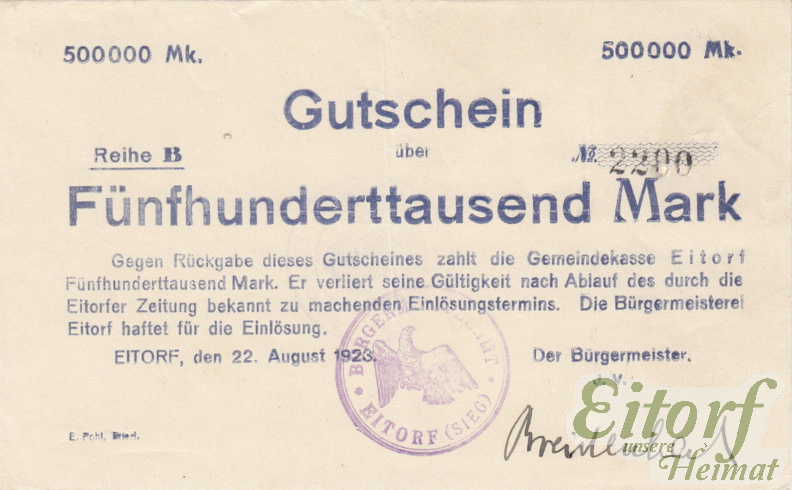 500000 Mk.
500000 Mk.
Gutschein
Reihe B
über
№ 2200
Fünfhunderttausend Mark
Gegen Rückgabe dieses Gutscheines zahlt die Gemeindekasse Eitorf
Fünfhunderttausend Mark. Er verliert seine Gültigkeit nach Ablauf des durch die
Eitorfer Zeitung bekannt zu machenden Einlösungstermins. Die Bürgermeisterei
Eitorf haftet für die Einlösung.
EITORF, den 22. August 1923.
Der Bürgermeister.
EITORF (SIEG)
E. Pohl,
Eitorf
unsere
Heimat